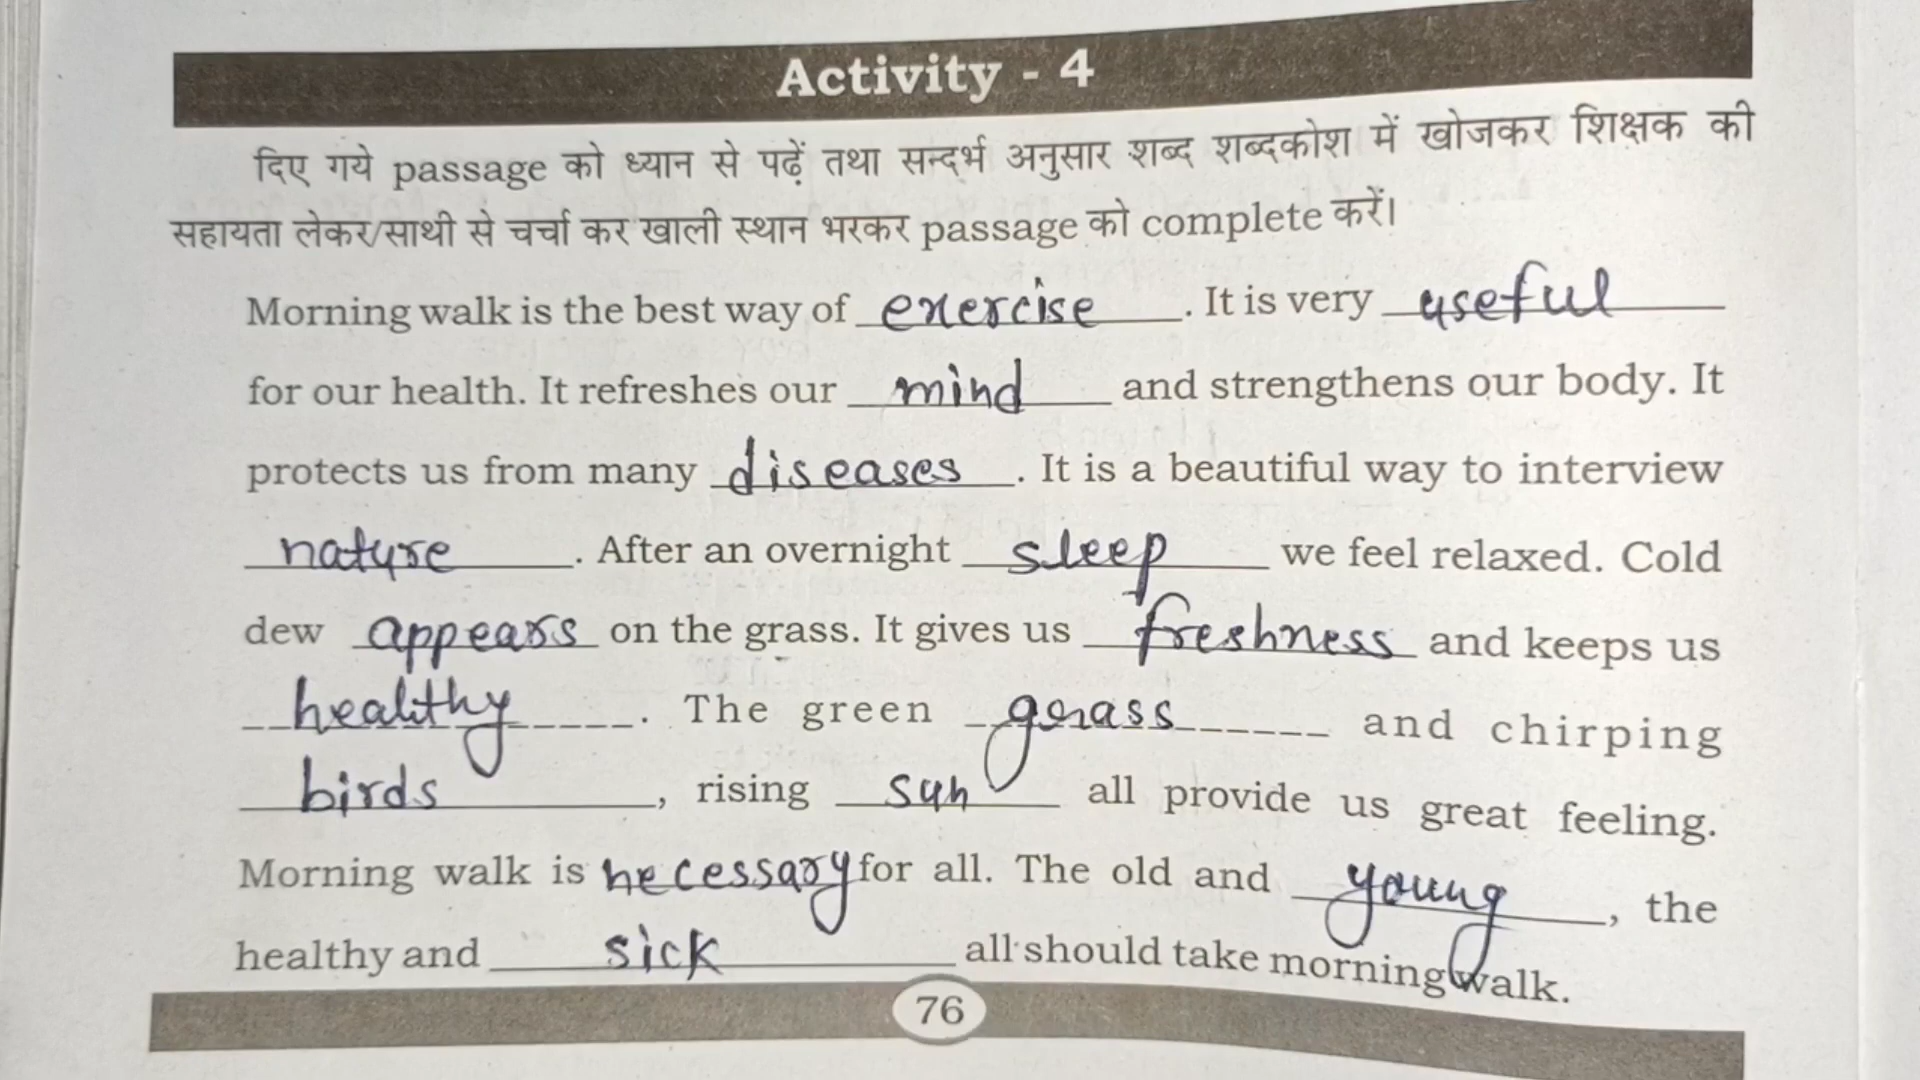 Activity - 4
दिए गये passage को ध्यान से पढ़ें तथा सन्दर्भ अनुसार शब्द शब्दकोश में खोजकर शिक्षक की
सहायता लेकर/साथी से चर्चा कर खाली स्थान भरकर passage को complete करें।
Morning walk is the best way of exercise. It is very useful
for our health. It refreshes our mind and strengthens our body. It
protects us from many diseases. It is a beautiful way to interview
nature. After an overnight sleep we feel relaxed. Cold
dew appears on the grass. It gives us freshness and keeps us
healthy. The green grass and chirping
birds, rising sun all provide us great feeling.
Morning walk is necessary for all. The old and young, the
healthy and sick all should take morning walk.
76